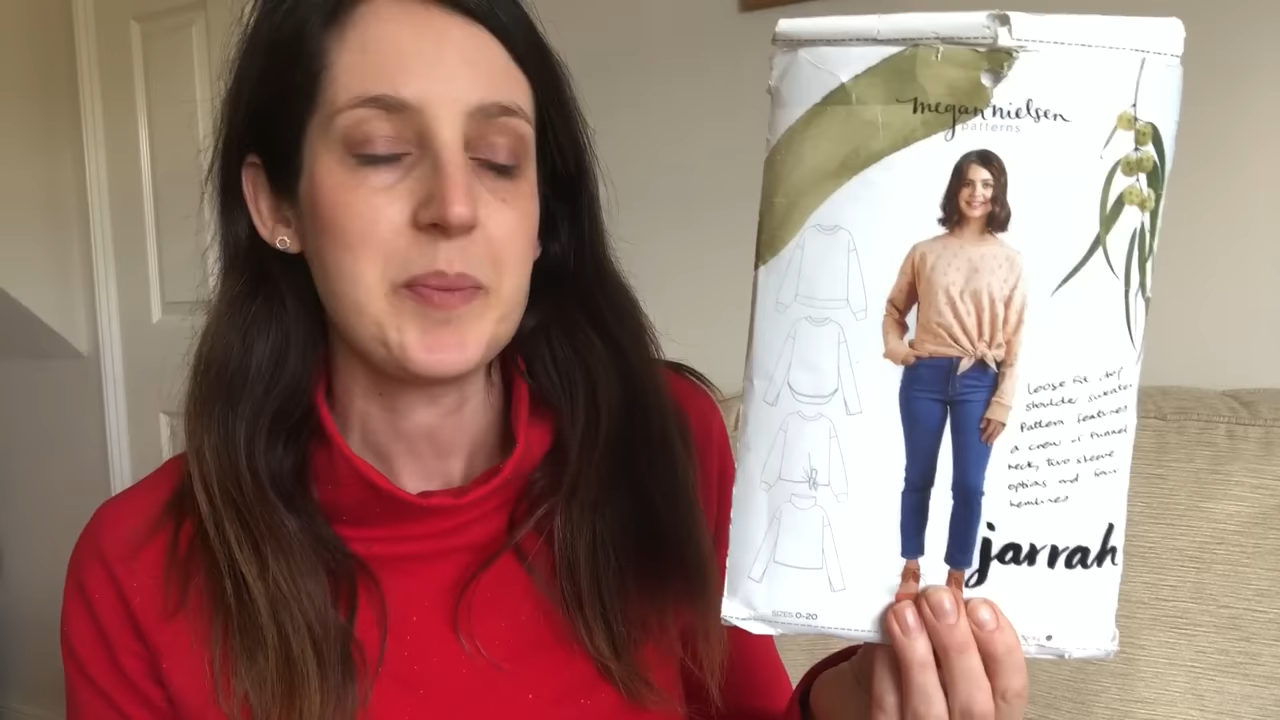 megan nielsen
patterns
loose fit drop
shoulder sweater
Pattern features
a crew or funnel
neck, two sleeve
options and four
hemlines
jarrah
SIZES 0-20